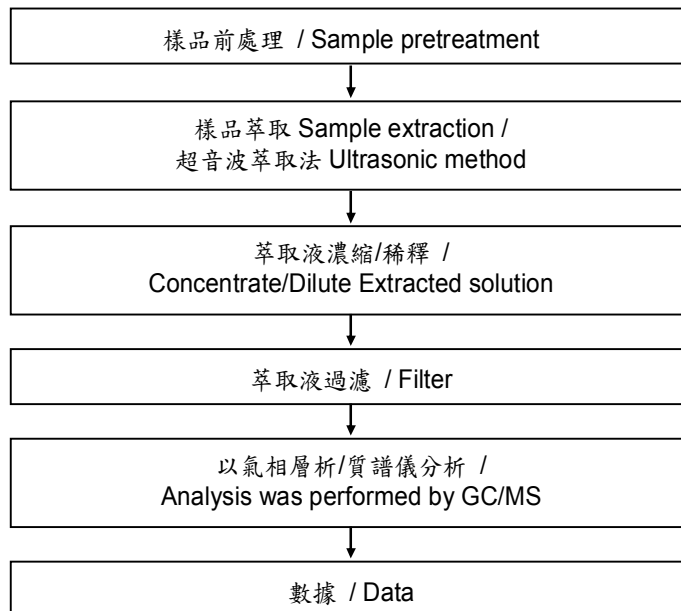 樣品前處理 / Sample pretreatment
樣品萃取 Sample extraction /
超音波萃取法 Ultrasonic method
萃取液濃縮/稀釋 /
Concentrate/Dilute Extracted solution
萃取液過濾 / Filter
以氣相層析/質譜儀分析 /
Analysis was performed by GC/MS
數據 / Data